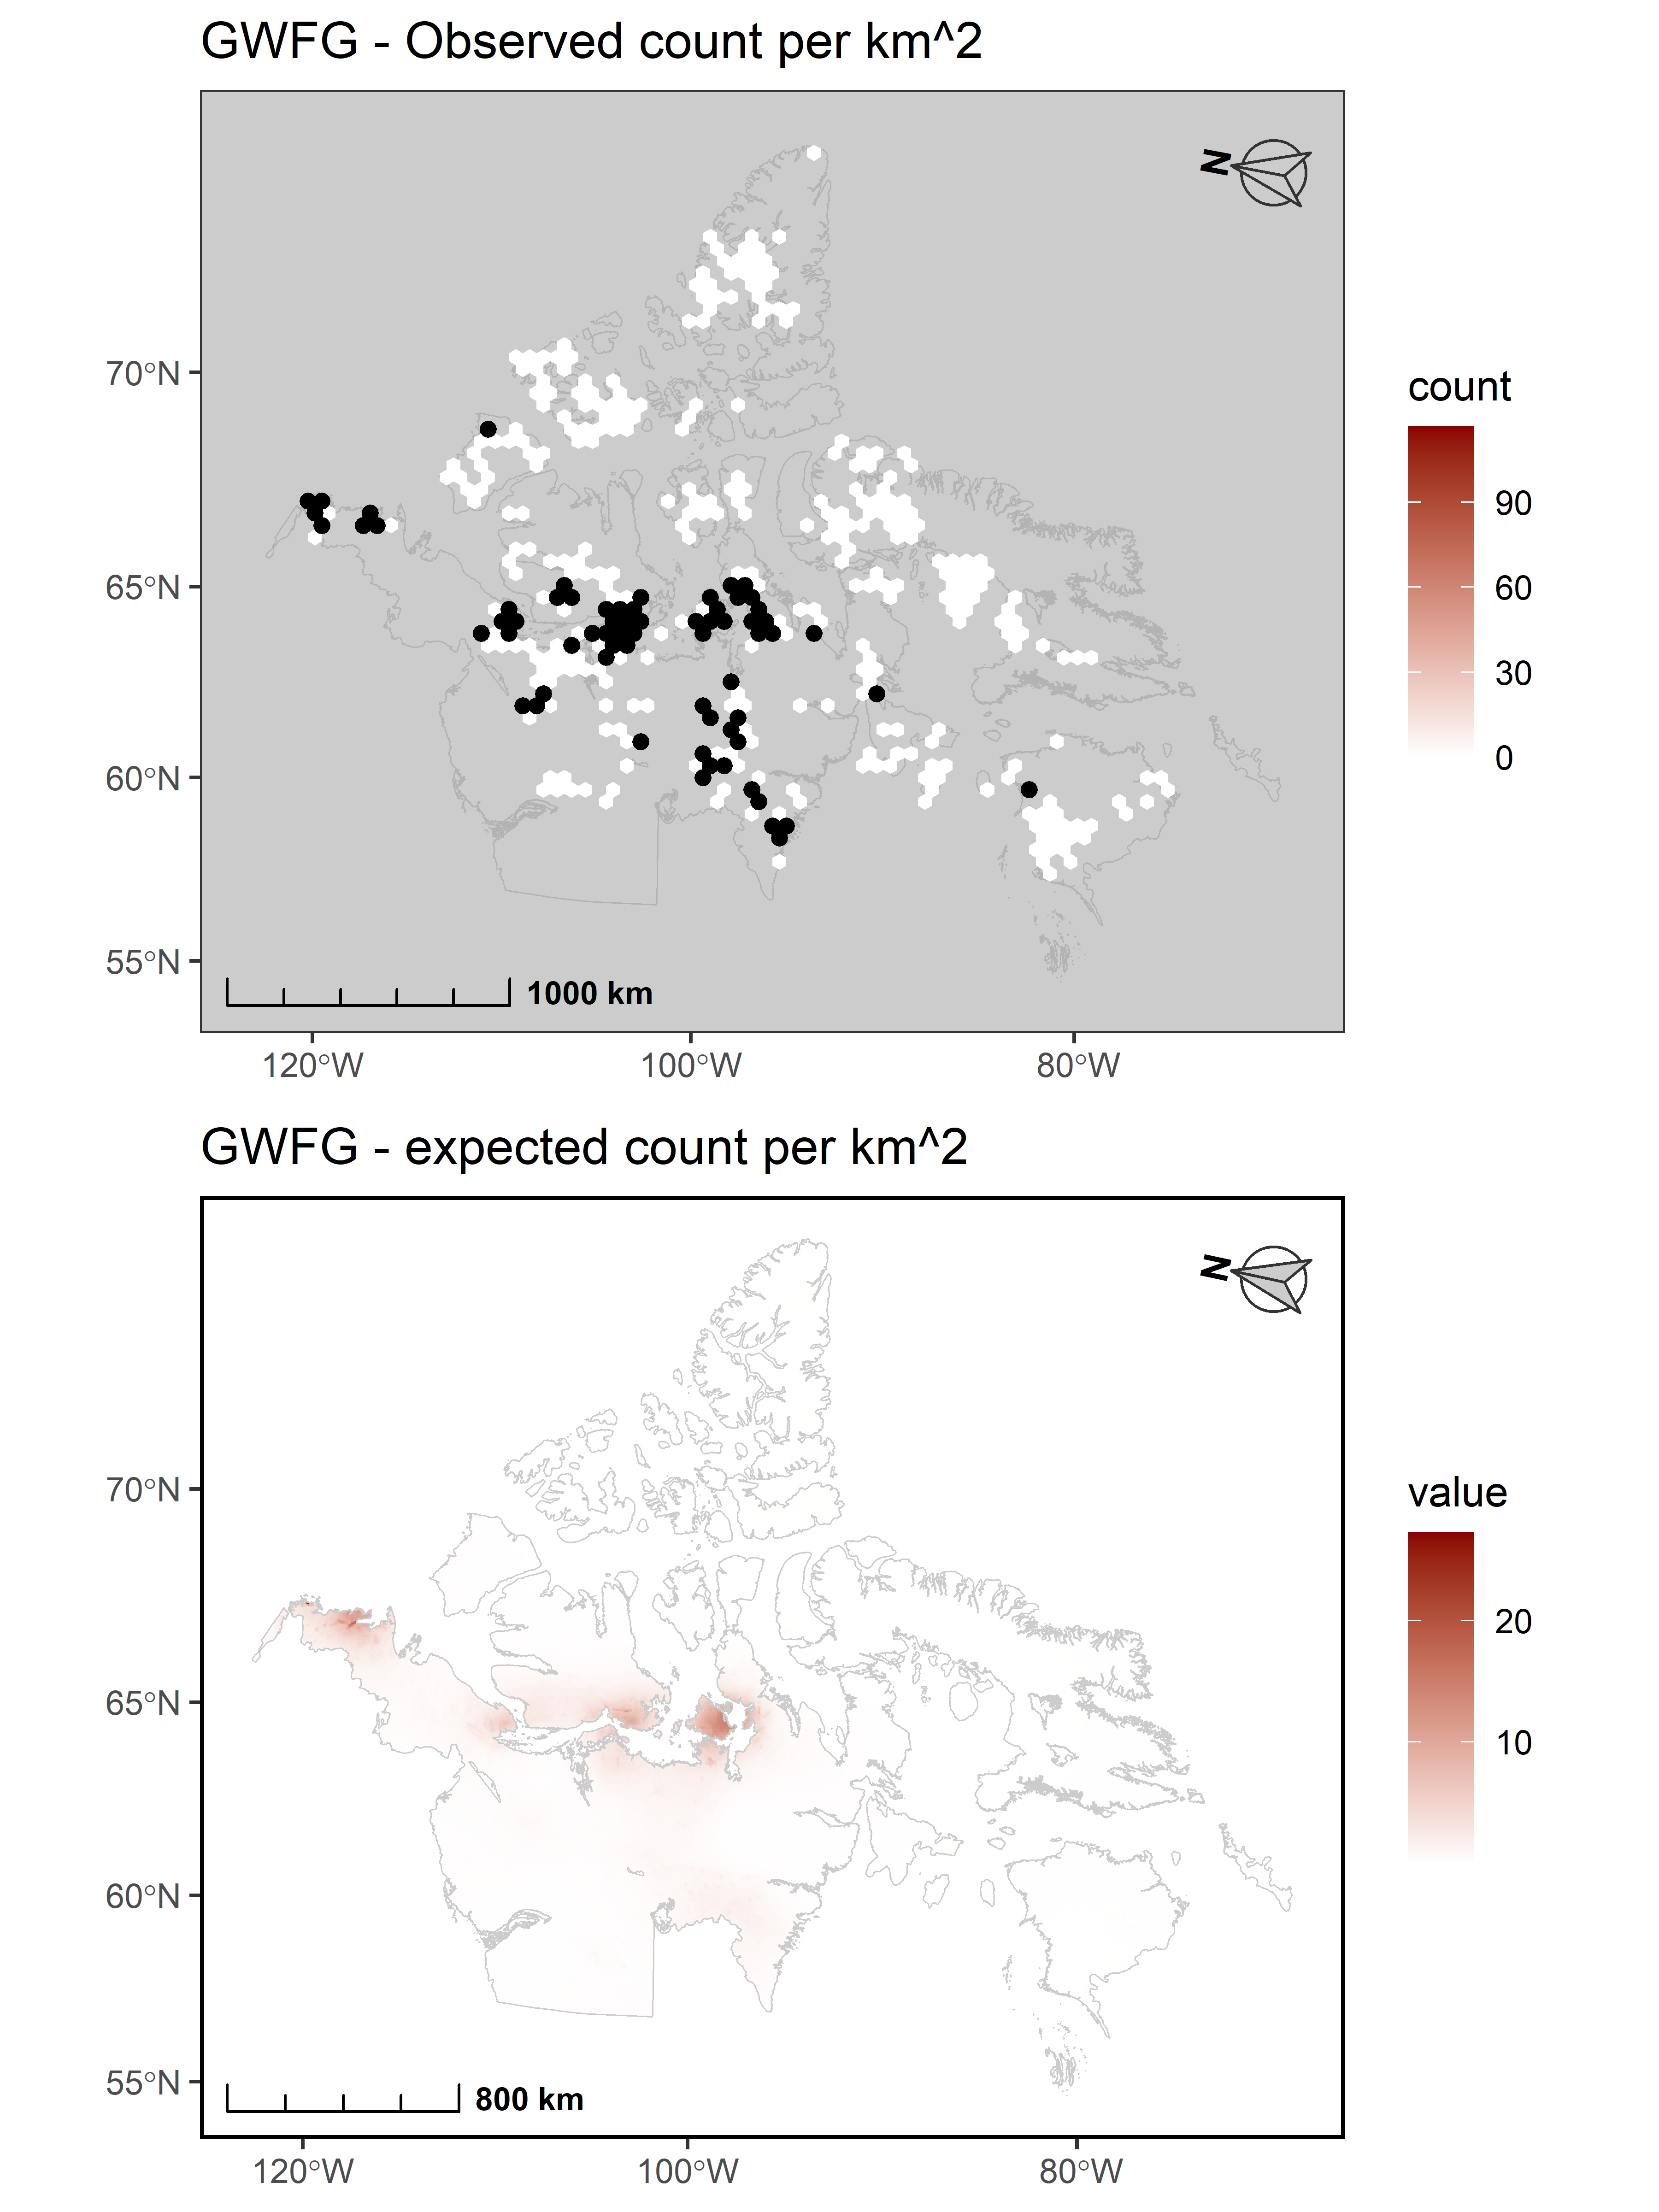 GWFG - Observed count per km^2
N
70°N
65°N
60°N
55°N
1000 km
120°W
100°W
80°W
count
90
60
30
0
GWFG - expected count per km^2
N
70°N
65°N
60°N
55°N
800 km
120°W
100°W
80°W
value
20
10